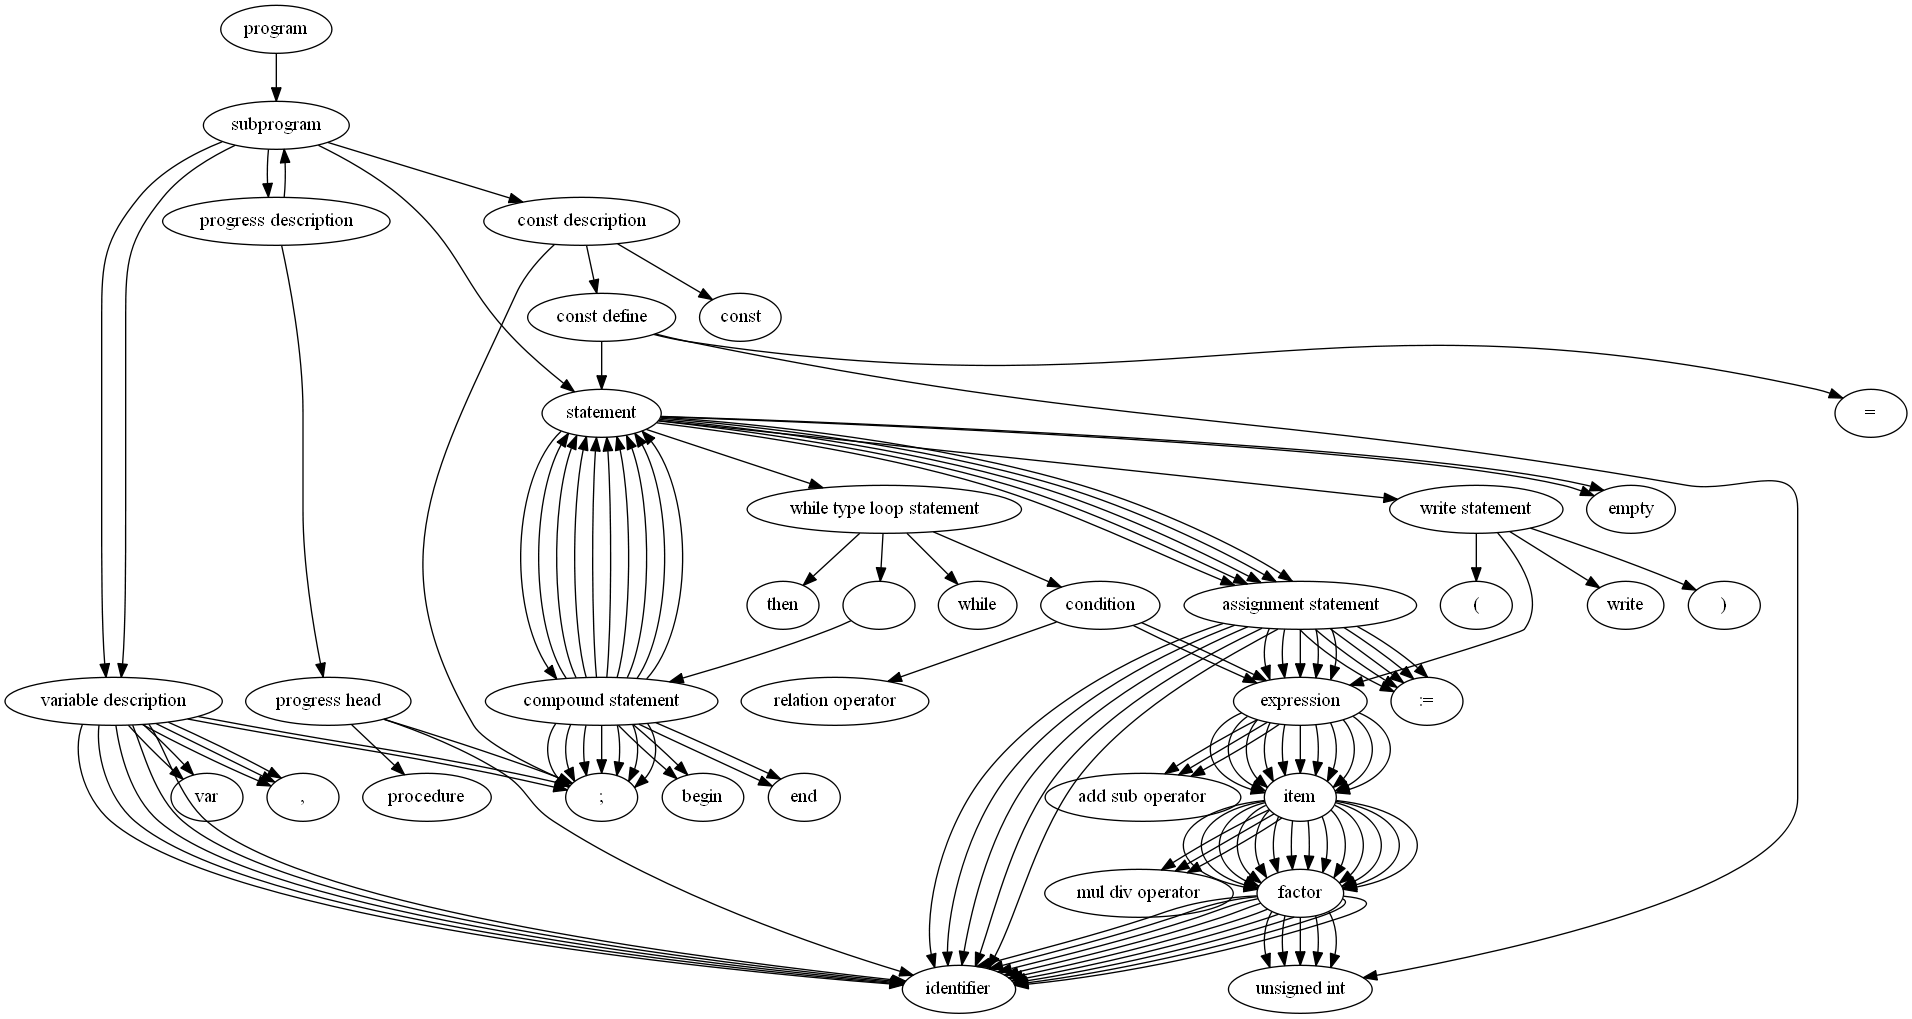 program
subprogram
progress description
const description
const define
const
statement
=
while type loop statement
write statement
empty
then
while
condition
assignment statement
(
write
)
variable description
progress head
compound statement
relation operator
expression
:=
var
,
procedure
;
begin
end
add sub operator
item
mul div operator
factor
identifier
unsigned int